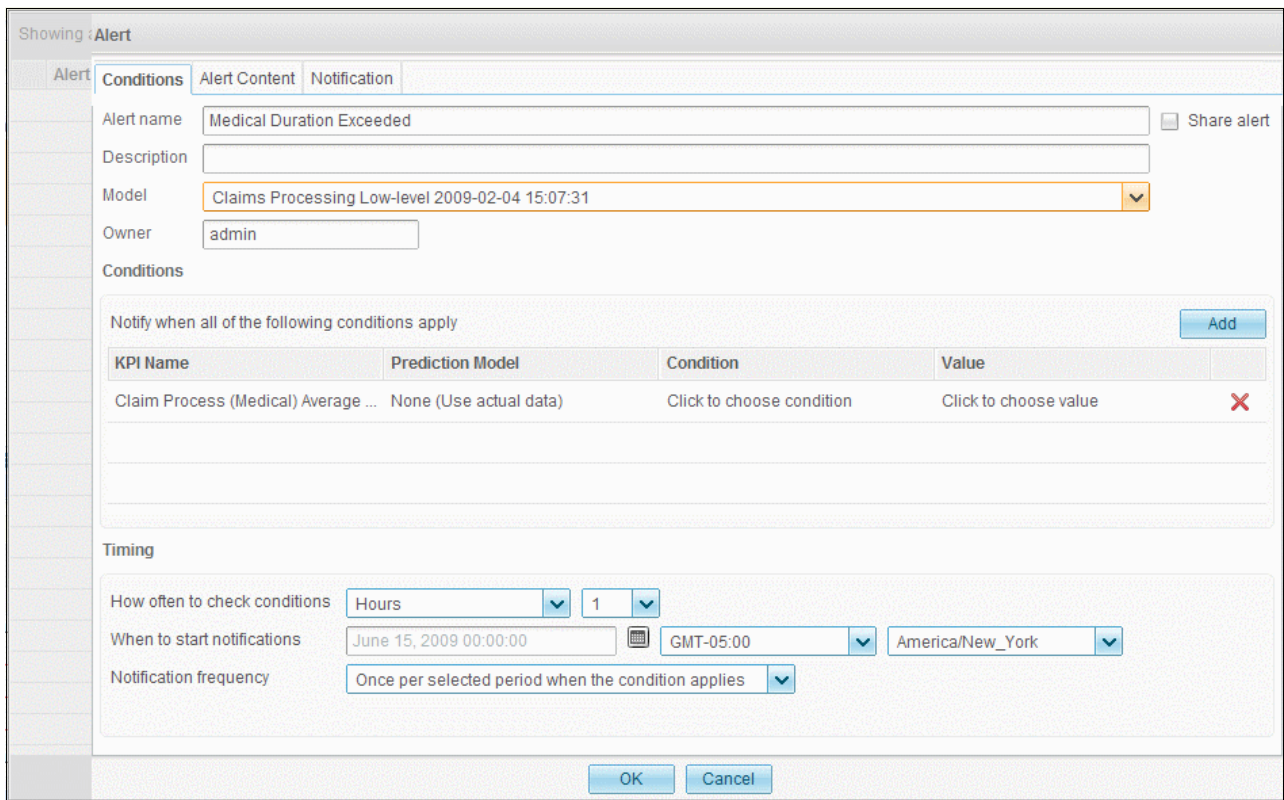 Showing a
Alert
Alert
Conditions Alert Content Notification
Alert name Medical Duration Exceeded Share alert
Description
Model Claims Processing Low-level 2009-02-04 15:07:31
Owner admin
Conditions
Notify when all of the following conditions apply Add
KPI Name Prediction Model Condition Value
Claim Process (Medical) Average ... None (Use actual data) Click to choose condition Click to choose value
Timing
How often to check conditions Hours 1
When to start notifications June 15, 2009 00:00:00 GMT-05:00 America/New_York
Notification frequency Once per selected period when the condition applies
OK Cancel